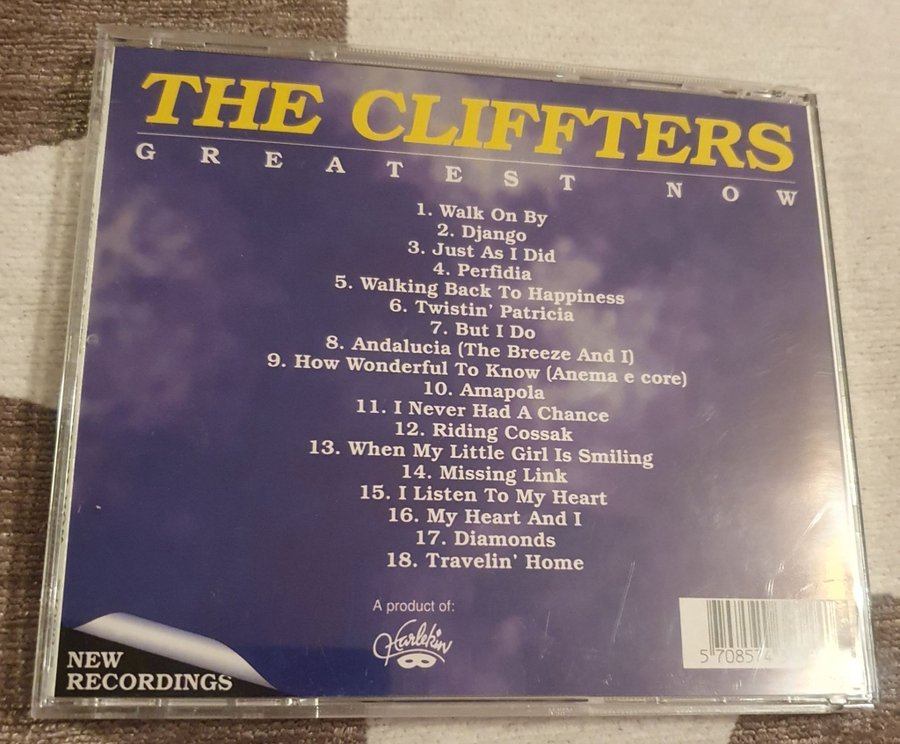 THE CLIFFTERS
GREATEST NOW
1. Walk On By
2. Django
3. Just As I Did
4. Perfidia
5. Walking Back To Happiness
6. Twistin' Patricia
7. But I Do
8. Andalucia (The Breeze And I)
9. How Wonderful To Know (Anema e core)
10. Amapola
11. I Never Had A Chance
12. Riding Cossak
13. When My Little Girl Is Smiling
14. Missing Link
15. I Listen To My Heart
16. My Heart And I
17. Diamonds
18. Travelin' Home
A product of:
Harlekin
NEW
RECORDINGS